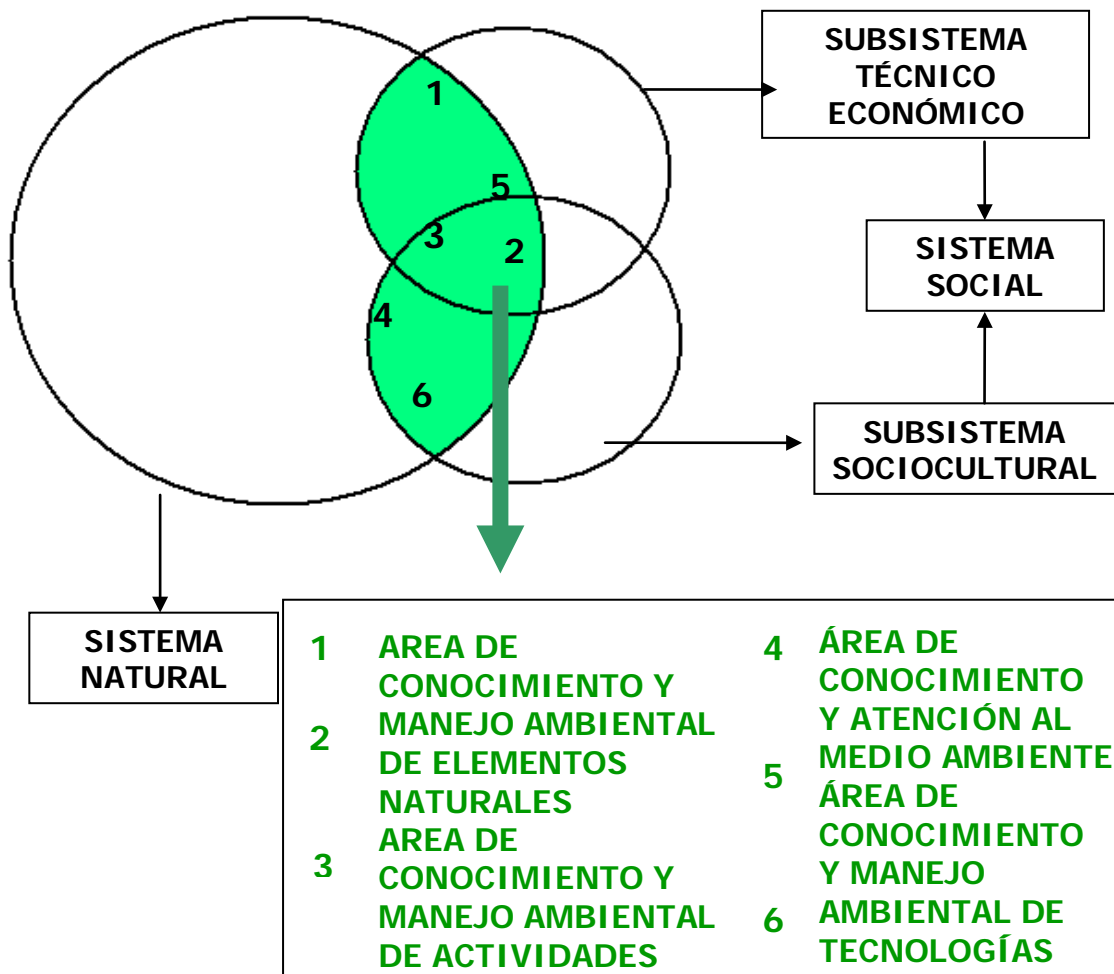 SUBSISTEMA
TÉCNICO
ECONÓMICO
1
5
3
2
4
6
SISTEMA
SOCIAL
SUBSISTEMA
SOCIOCULTURAL
SISTEMA
NATURAL
1
2
3
AREA DE
CONOCIMIENTO Y
MANEJO AMBIENTAL
DE ELEMENTOS
NATURALES
AREA DE
CONOCIMIENTO Y
MANEJO AMBIENTAL
DE ACTIVIDADES
4
5
6
ÁREA DE
CONOCIMIENTO
Y ATENCIÓN AL
MEDIO AMBIENTE
ÁREA DE
CONOCIMIENTO
Y MANEJO
AMBIENTAL DE
TECNOLOGÍAS